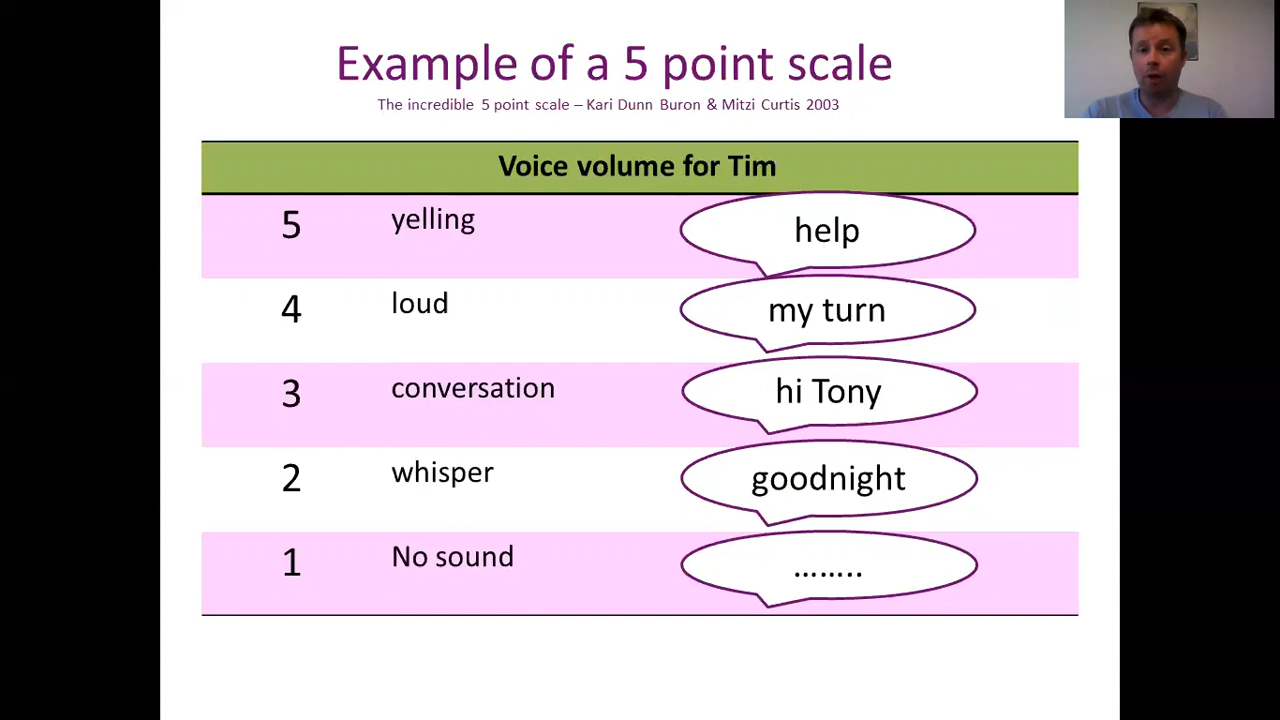 Example of a 5 point scale
The incredible 5 point scale – Kari Dunn Buron & Mitzi Curtis 2003
Voice volume for Tim
5 yelling help
4 loud my turn
3 conversation hi Tony
2 whisper goodnight
1 No sound ……..